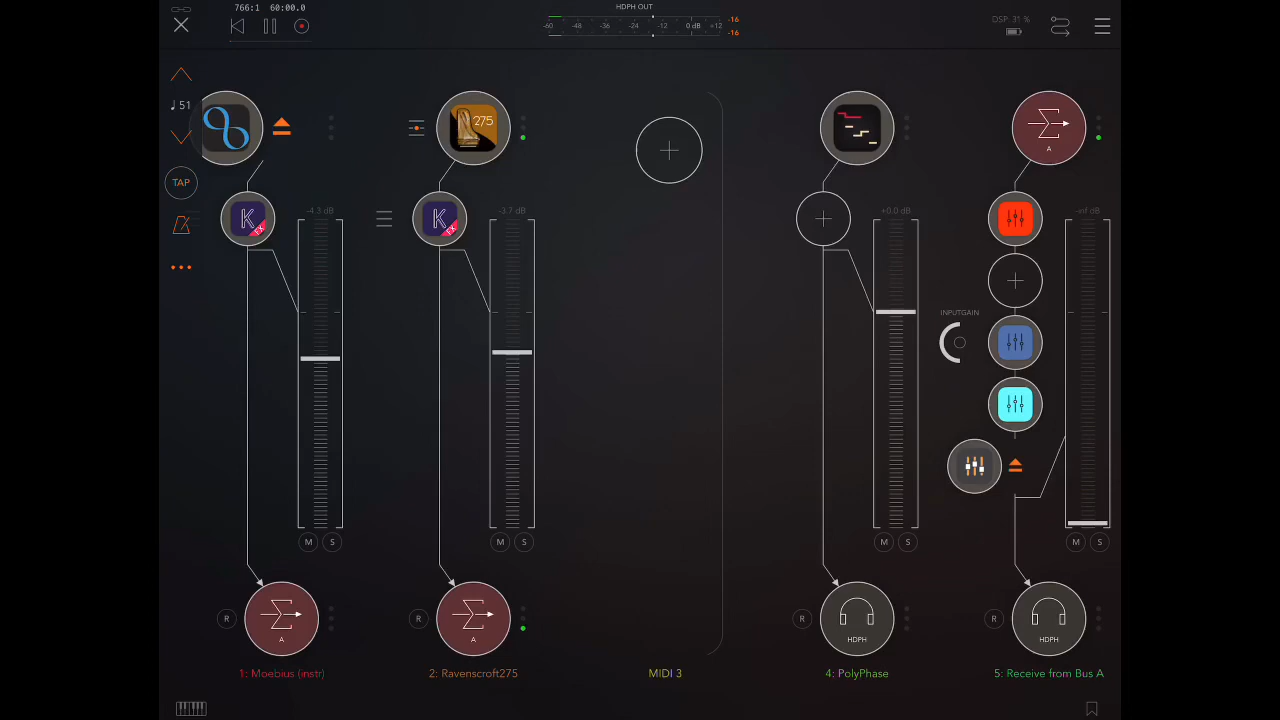 766:1 60:00.0
HDPH OUT
-60 -48 -36 -24 -12 0 dB +12
-16
-16
DSP: 31 %
♩ 51
TAP
275
K FX
K FX
A
-4.3 dB
-3.7 dB
+0.0 dB
-inf dB
INPUTGAIN
M S
M S
M S
M S
R A
R A
R HDPH
R HDPH
1: Moebius (instr)
2: Ravenscroft275
MIDI 3
4: PolyPhase
5: Receive from Bus A